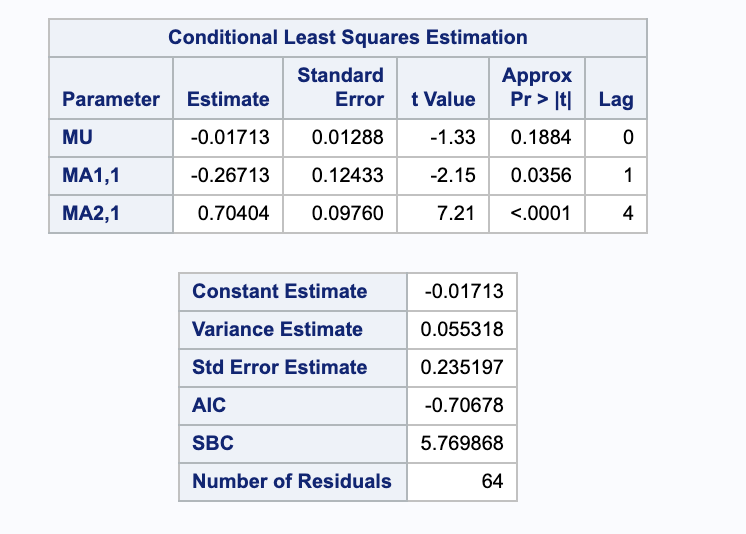 Conditional Least Squares Estimation
Parameter Estimate Standard Error t Value Approx Pr > |t| Lag
MU -0.01713 0.01288 -1.33 0.1884 0
MA1,1 -0.26713 0.12433 -2.15 0.0356 1
MA2,1 0.70404 0.09760 7.21 <.0001 4
Constant Estimate -0.01713
Variance Estimate 0.055318
Std Error Estimate 0.235197
AIC -0.70678
SBC 5.769868
Number of Residuals 64